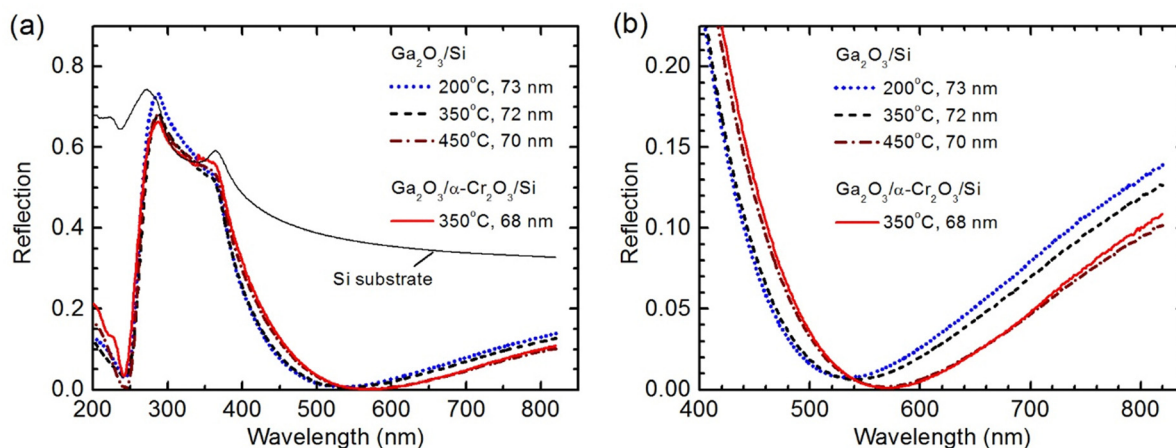 (a)
0.8
0.6
0.4
0.2
0.0
Reflection
Ga₂O₃/Si
200°C, 73 nm
350°C, 72 nm
450°C, 70 nm
Ga₂O₃/α-Cr₂O₃/Si
350°C, 68 nm
Si substrate
200 300 400 500 600 700 800
Wavelength (nm)
(b)
0.20
0.15
0.10
0.05
0.00
Reflection
Ga₂O₃/Si
200°C, 73 nm
350°C, 72 nm
450°C, 70 nm
Ga₂O₃/α-Cr₂O₃/Si
350°C, 68 nm
400 500 600 700 800
Wavelength (nm)